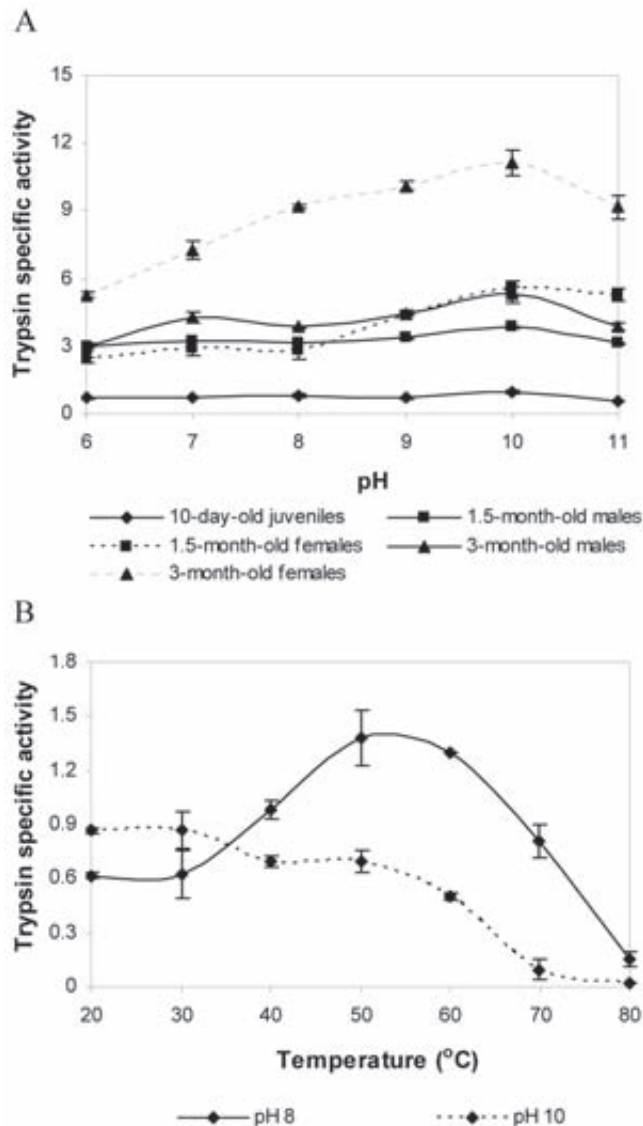 A
Trypsin specific activity
15
12
9
6
3
0
6 7 8 9 10 11
pH
10-day-old juveniles 1.5-month-old males
1.5-month-old females 3-month-old males
3-month-old females
B
Trypsin specific activity
1.8
1.5
1.2
0.9
0.6
0.3
0
20 30 40 50 60 70 80
Temperature (°C)
pH 8 pH 10